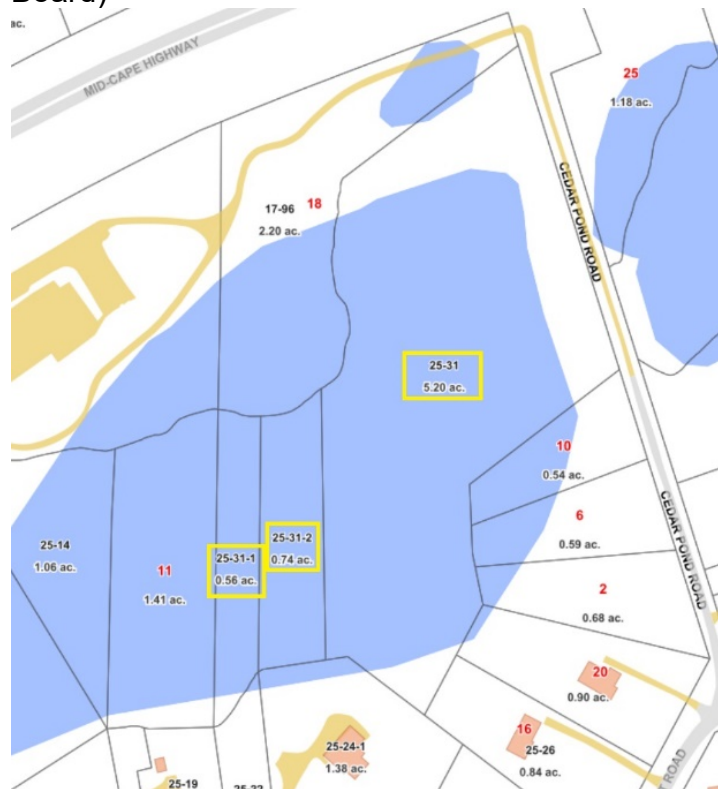 Board)
ac.
MID-CAPE HIGHWAY
25
1.18 ac.
CEDAR POND ROAD
17-96 18
2.20 ac.
25-31
5.20 ac.
10
0.54 ac.
CEDAR POND ROAD
6
0.59 ac.
25-14
1.06 ac.
11
1.41 ac.
25-31-1
0.56 ac.
25-31-2
0.74 ac.
2
0.68 ac.
20
0.90 ac.
16
25-26
0.84 ac.
25-24-1
1.38 ac.
25-19
ROAD